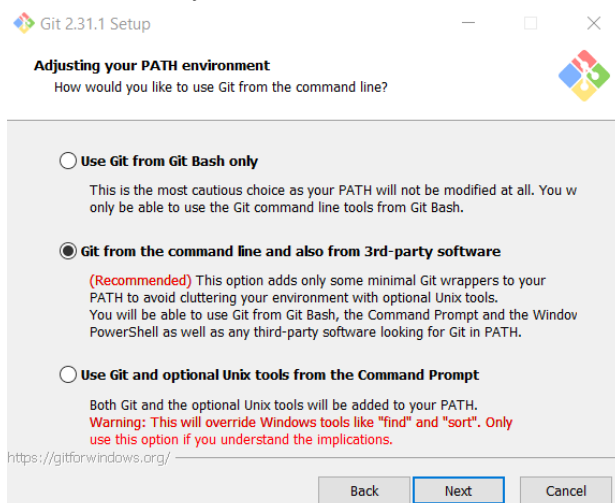 Git 2.31.1 Setup
Adjusting your PATH environment
How would you like to use Git from the command line?
Use Git from Git Bash only
This is the most cautious choice as your PATH will not be modified at all. You w
only be able to use the Git command line tools from Git Bash.
Git from the command line and also from 3rd-party software
(Recommended) This option adds only some minimal Git wrappers to your
PATH to avoid cluttering your environment with optional Unix tools.
You will be able to use Git from Git Bash, the Command Prompt and the Window
PowerShell as well as any third-party software looking for Git in PATH.
Use Git and optional Unix tools from the Command Prompt
Both Git and the optional Unix tools will be added to your PATH.
Warning: This will override Windows tools like "find" and "sort". Only
use this option if you understand the implications.
https://gitforwindows.org/
Back Next Cancel